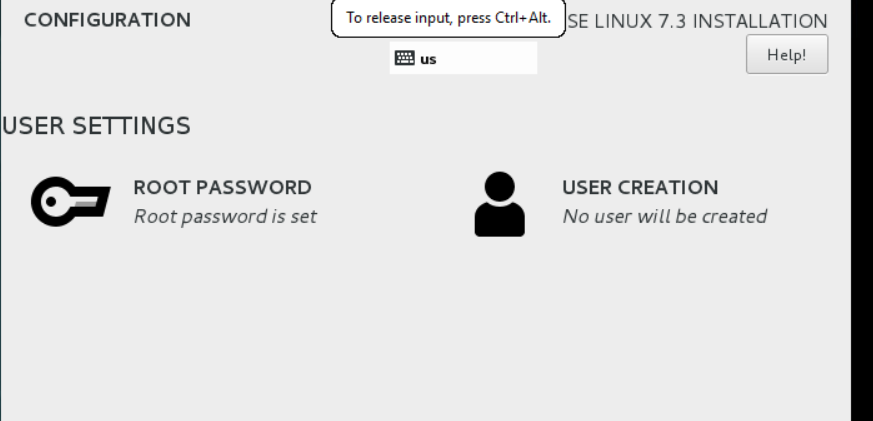 CONFIGURATION
To release input, press Ctrl+Alt.
SE LINUX 7.3 INSTALLATION
us
Help!
USER SETTINGS
ROOT PASSWORD
Root password is set
USER CREATION
No user will be created